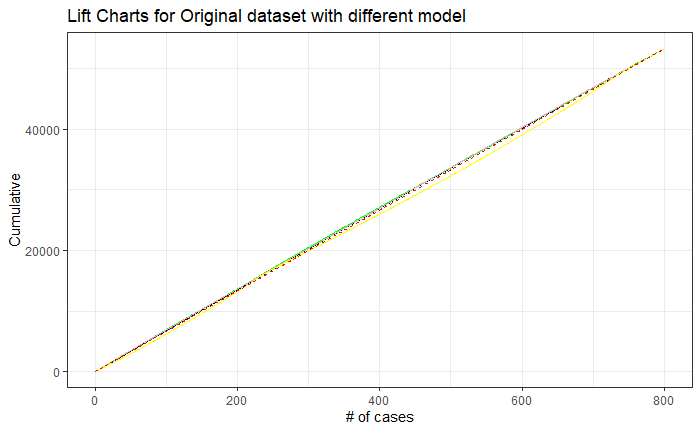 Lift Charts for Original dataset with different model
Cumulative
40000
20000
0
0 200 400 600 800
# of cases